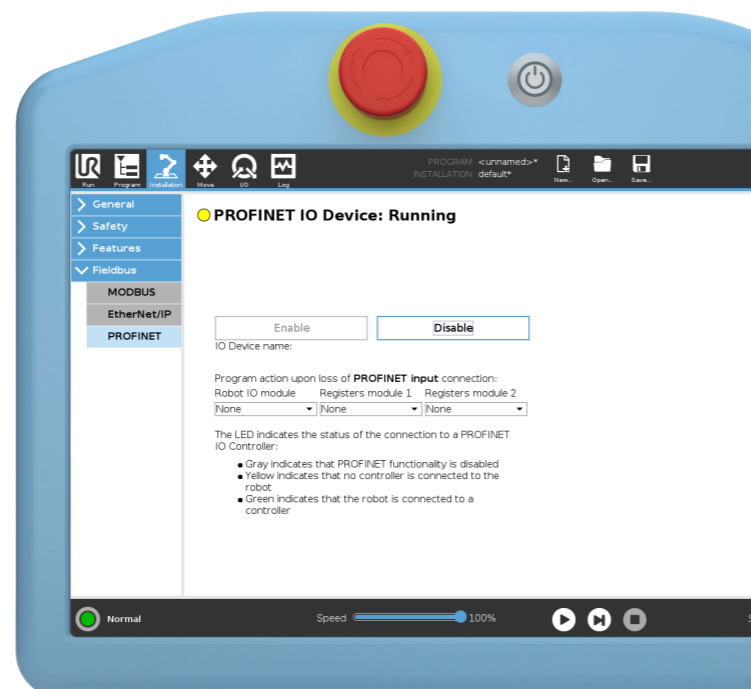 UR
PROGRAM <unnamed>*
INSTALLATION default*
Run Program Installation Move I/O Log New... Open... Save...
General
Safety
Features
Fieldbus
MODBUS
EtherNet/IP
PROFINET
PROFINET IO Device: Running
Enable Disable
IO Device name:
Program action upon loss of PROFINET input connection:
Robot IO module Registers module 1 Registers module 2
None None None
The LED indicates the status of the connection to a PROFINET
IO Controller:
Gray indicates that PROFINET functionality is disabled
Yellow indicates that no controller is connected to the
robot
Green indicates that the robot is connected to a
controller
Normal Speed 100% S